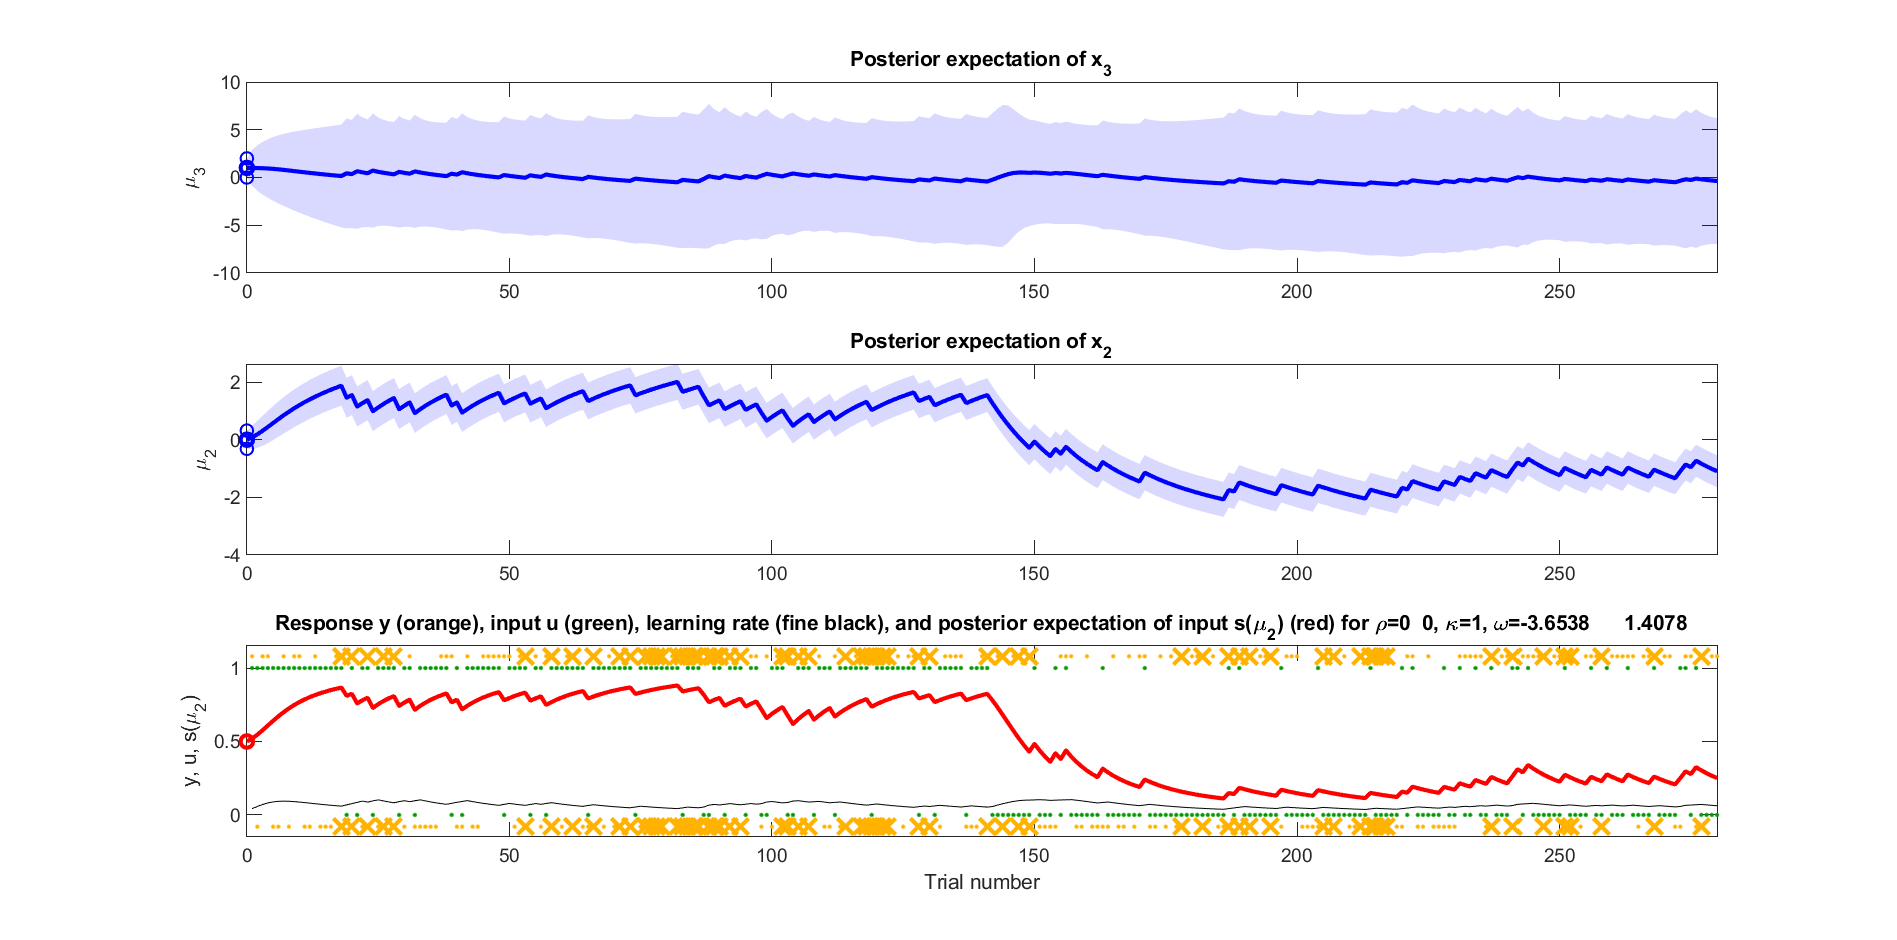 Posterior expectation of x₃
10
5
0
-5
-10
μ₃
0 50 100 150 200 250
Posterior expectation of x₂
2
0
-2
-4
μ₂
0 50 100 150 200 250
Response y (orange), input u (green), learning rate (fine black), and posterior expectation of input s(μ₂) (red) for ρ=0 0, κ=1, ω=-3.6538 1.4078
1
0.5
0
y, u, s(μ₂)
0 50 100 150 200 250
Trial number